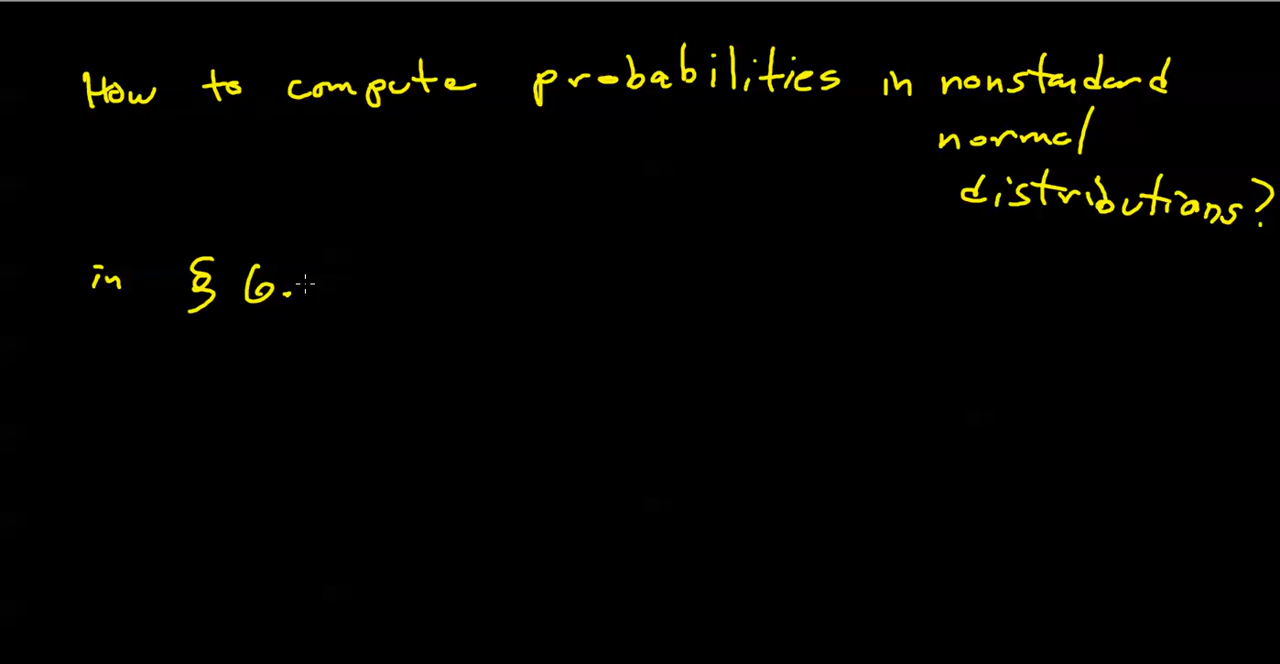 How to compute probabilities in nonstandard
normal
distributions?
in § 6.